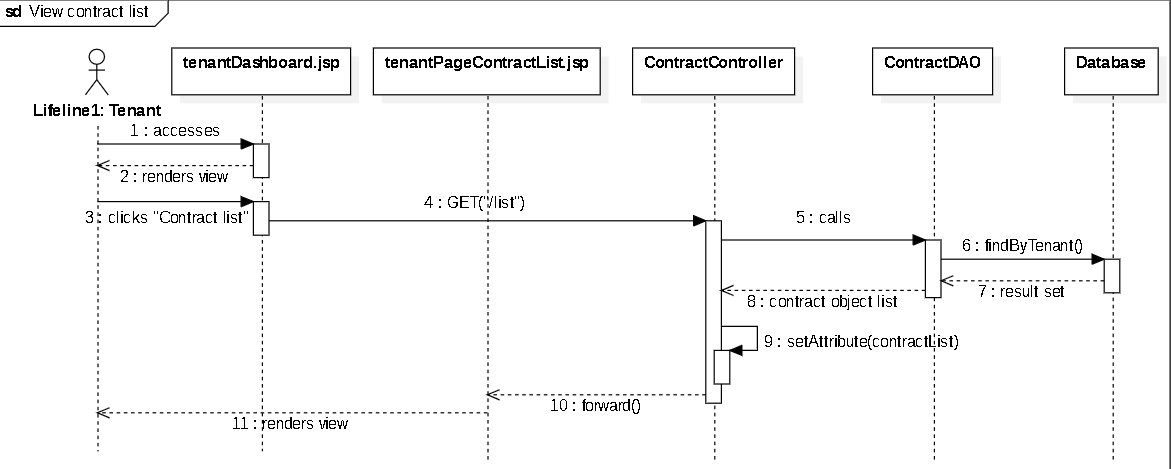 sd View contract list
tenantDashboard.jsp
tenantPageContractList.jsp
ContractController
ContractDAO
Database
Lifeline1: Tenant
1 : accesses
2 : renders view
3 : clicks "Contract list"
4 : GET("/list")
5 : calls
6 : findByTenant()
7 : result set
8 : contract object list
9 : setAttribute(contractList)
10 : forward()
11 : renders view